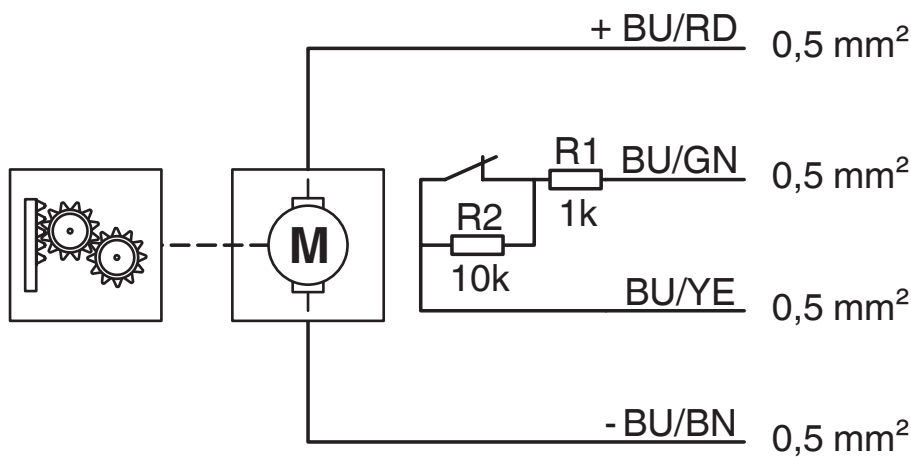 + BU/RD 0,5 mm²
R1 BU/GN 0,5 mm²
1k
R2
10k
M
BU/YE 0,5 mm²
- BU/BN 0,5 mm²